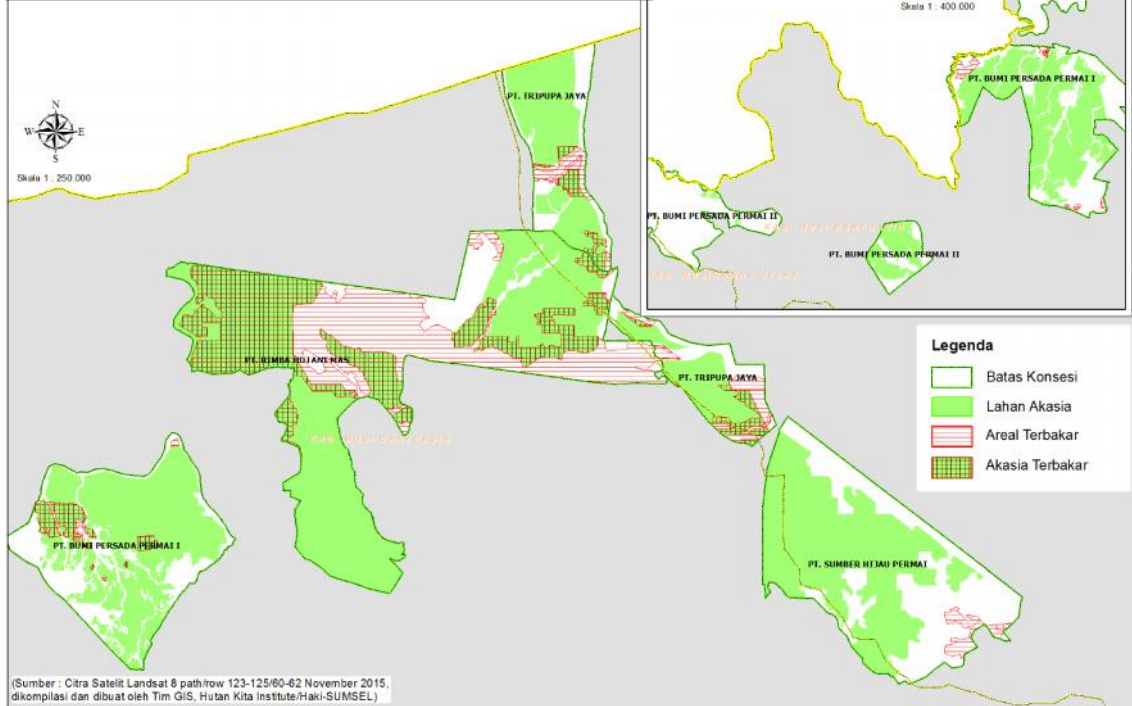 Skala 1 : 400.000
PT. BUMI PERSADA PERMAI I
PT. BUMI PERSADA PERMAI II
PT. BUMI PERSADA PERMAI II
N
W E
S
Skala 1 : 250.000
PT. TRIPUPA JAYA
PT. RIMBA HUTANI MAS
PT. TRIPUPA JAYA
PT. BUMI PERSADA PERMAI I
PT. SUMBER HIJAU PERMAI
Legenda
Batas Konsesi
Lahan Akasia
Areal Terbakar
Akasia Terbakar
(Sumber : Citra Satelit Landsat 8 path/row 123-125/60-62 November 2015,
dikompilasi dan dibuat oleh Tim GIS, Hutan Kita Institute/Haki-SUMSEL)